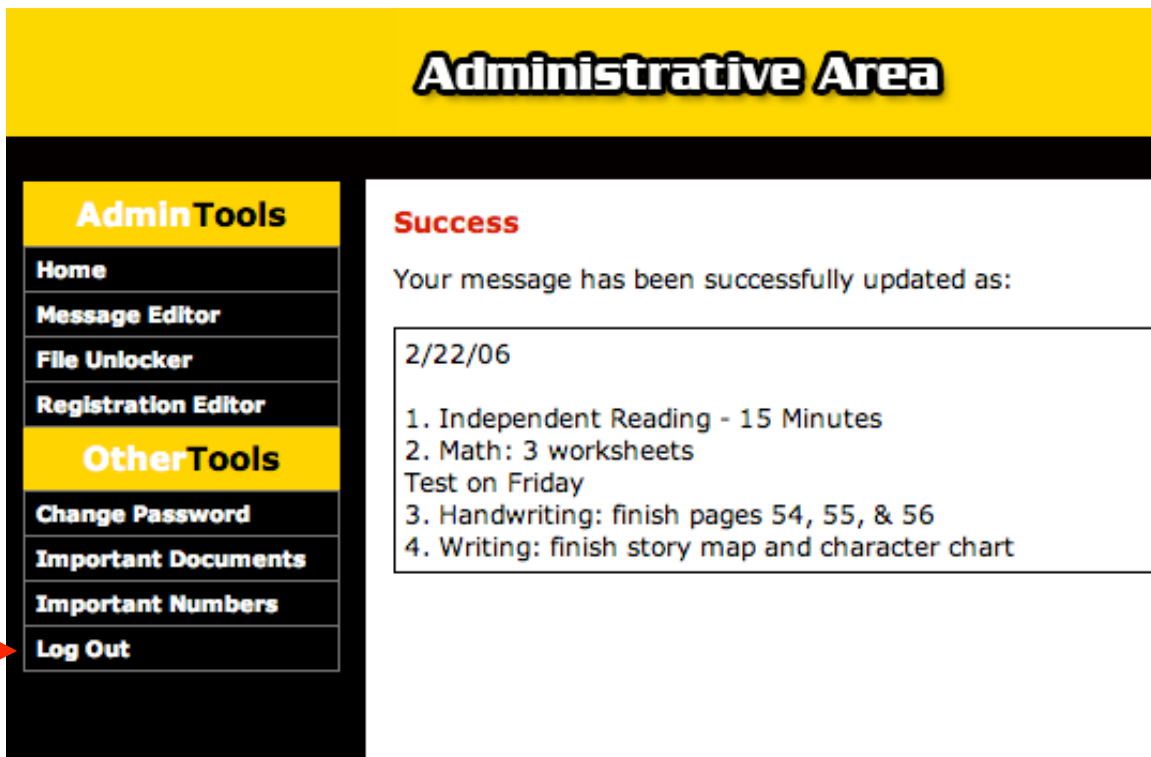 Administrative Area
AdminTools
Home
Message Editor
File Unlocker
Registration Editor
OtherTools
Change Password
Important Documents
Important Numbers
Log Out
Success
Your message has been successfully updated as:
2/22/06
1. Independent Reading - 15 Minutes
2. Math: 3 worksheets
Test on Friday
3. Handwriting: finish pages 54, 55, & 56
4. Writing: finish story map and character chart